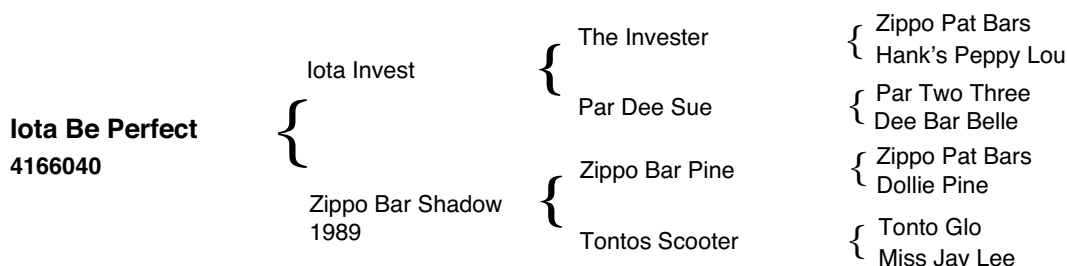 Iota Be Perfect
4166040
Iota Invest
Zippo Bar Shadow
1989
The Invester
Par Dee Sue
Zippo Bar Pine
Tontos Scooter
Zippo Pat Bars
Hank's Peppy Lou
Par Two Three
Dee Bar Belle
Zippo Pat Bars
Dollie Pine
Tonto Glo
Miss Jay Lee